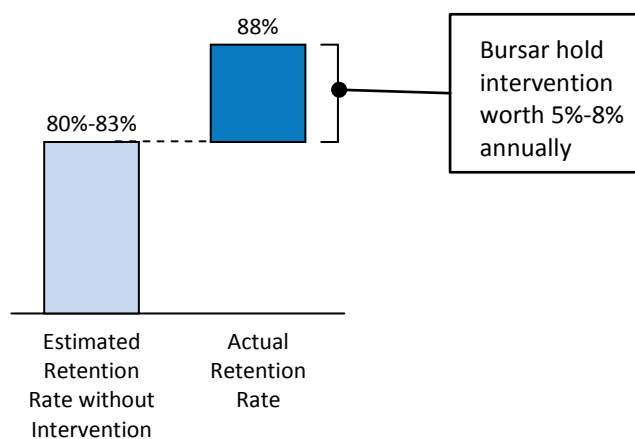 88%
80%-83%
Bursar hold
intervention
worth 5%-8%
annually
Estimated
Retention
Rate without
Intervention
Actual
Retention
Rate